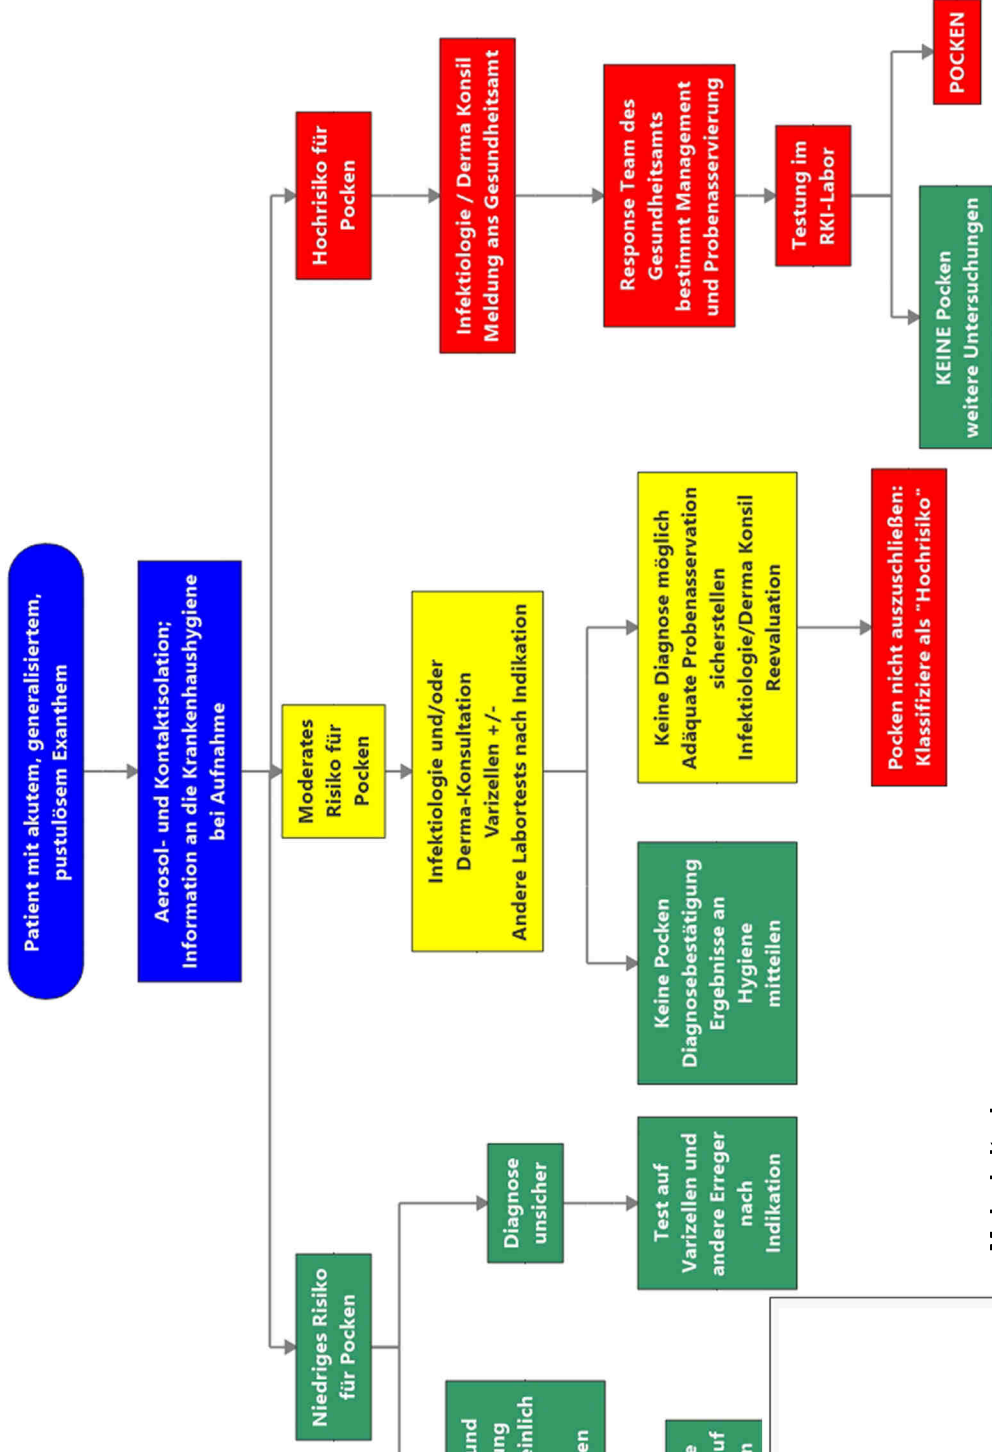 Patient mit akutem, generalisiertem,
pustulösem Exanthem
Aerosol- und Kontaktisolation;
Information an die Krankenhaushygiene
bei Aufnahme
Niedriges Risiko
für Pocken
Moderates
Risiko für
Pocken
Hochrisiko für
Pocken
Diagnose
unsicher
Test auf
Varizellen und
andere Erreger
nach
Indikation
Infektiologie und/oder
Derma-Konsultation
Varizellen +/-
Andere Labortests nach Indikation
Keine Pocken
Diagnosebestätigung
Ergebnisse an
Hygiene
mitteilen
Keine Diagnose möglich
Adäquate Probenasservation
sicherstellen
Infektiologie/Derma Konsil
Reevaluation
Pocken nicht auszuschließen:
Klassifiziere als "Hochrisiko"
Infektiologie / Derma Konsil
Meldung ans Gesundheitsamt
Response Team des
Gesundheitsamts
bestimmt Management
und Probenasservierung
Testung im
RKI-Labor
KEINE Pocken
weitere Untersuchungen
POCKEN